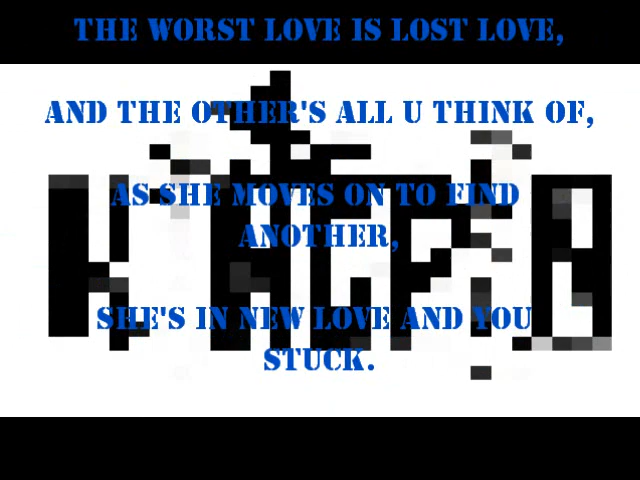 THE WORST LOVE IS LOST LOVE,
AND THE OTHER'S ALL U THINK OF,
AS SHE MOVES ON TO FIND
ANOTHER,
SHE'S IN NEW LOVE AND YOU
STUCK.